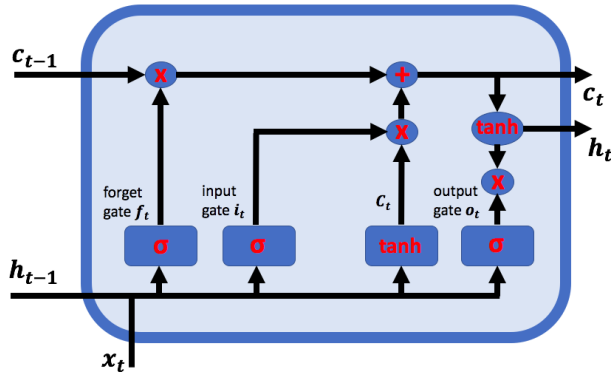 c_{t-1}
x
+
c_t
tanh
h_t
x
x
forget
gate f_t
input
gate i_t
C_t
output
gate o_t
σ
σ
tanh
σ
h_{t-1}
x_t